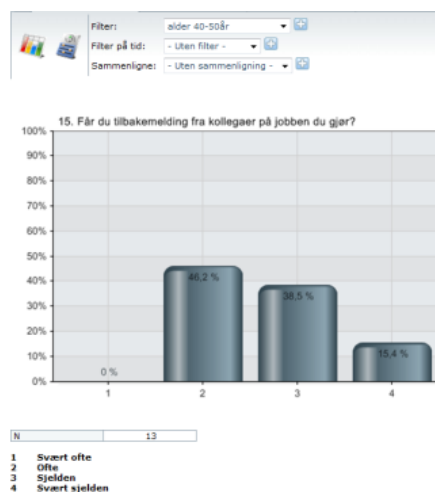 Filter: alder 40-50år
Filter på tid: - Uten filter -
Sammenligne: - Uten sammenligning -
15. Får du tilbakemelding fra kollegaer på jobben du gjør?
100%
90%
80%
70%
60%
50%
40%
30%
20%
10%
0%
0 %
46,2 %
38,5 %
15,4 %
1 2 3 4
N 13
1 Svært ofte
2 Ofte
3 Sjelden
4 Svært sjelden